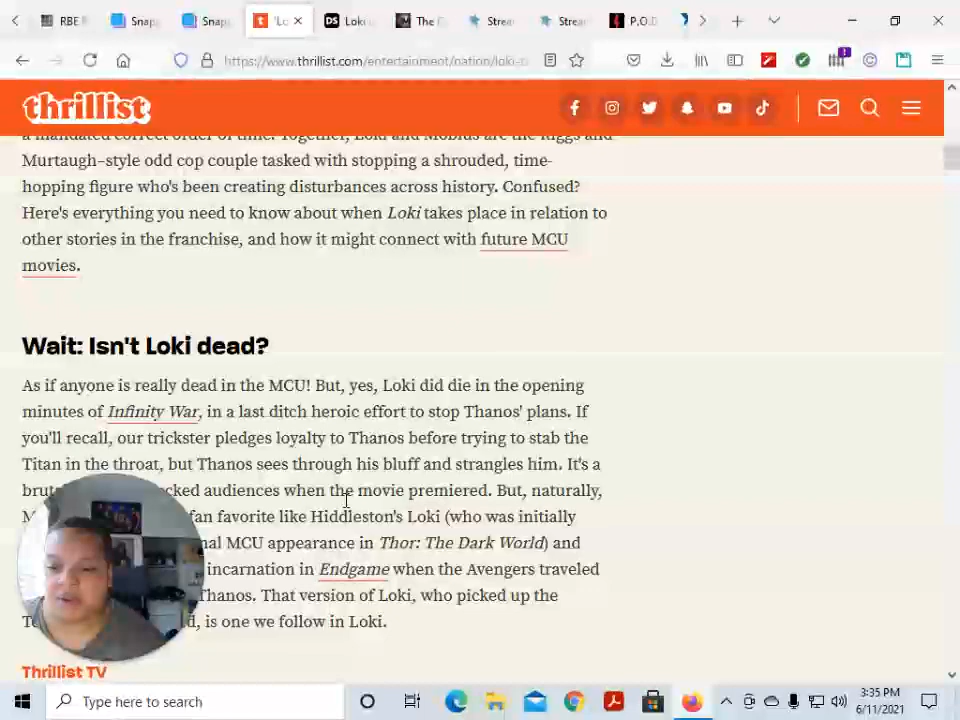 RBE F
Snapp
Snapp
'Lo
Loki
The E
Strea
Strea
P.O.D
https://www.thrillist.com/entertainment/nation/loki-t
thrillist
a mandated correct order of time. Together, Loki and Mobius are the Riggs and
Murtaugh–style odd cop couple tasked with stopping a shrouded, time-
hopping figure who's been creating disturbances across history. Confused?
Here's everything you need to know about when Loki takes place in relation to
other stories in the franchise, and how it might connect with future MCU
movies.
Wait: Isn't Loki dead?
As if anyone is really dead in the MCU! But, yes, Loki did die in the opening
minutes of Infinity War, in a last ditch heroic effort to stop Thanos' plans. If
you'll recall, our trickster pledges loyalty to Thanos before trying to stab the
Titan in the throat, but Thanos sees through his bluff and strangles him. It's a
brut cked audiences when the movie premiered. But, naturally,
M fan favorite like Hiddleston's Loki (who was initially
nal MCU appearance in Thor: The Dark World) and
incarnation in Endgame when the Avengers traveled
Thanos. That version of Loki, who picked up the
T d, is one we follow in Loki.
Thrillist TV
Type here to search
3:35 PM
6/11/2021